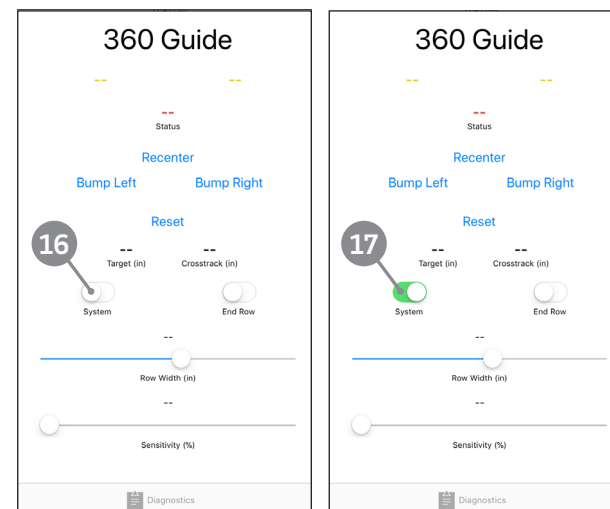 360 Guide
-- --
--
Status
Recenter
Bump Left Bump Right
Reset
16
-- --
Target (in) Crosstrack (in)
System End Row
--
Row Width (in)
--
Sensitivity (%)
Diagnostics
360 Guide
-- --
--
Status
Recenter
Bump Left Bump Right
Reset
17
-- --
Target (in) Crosstrack (in)
System End Row
--
Row Width (in)
--
Sensitivity (%)
Diagnostics